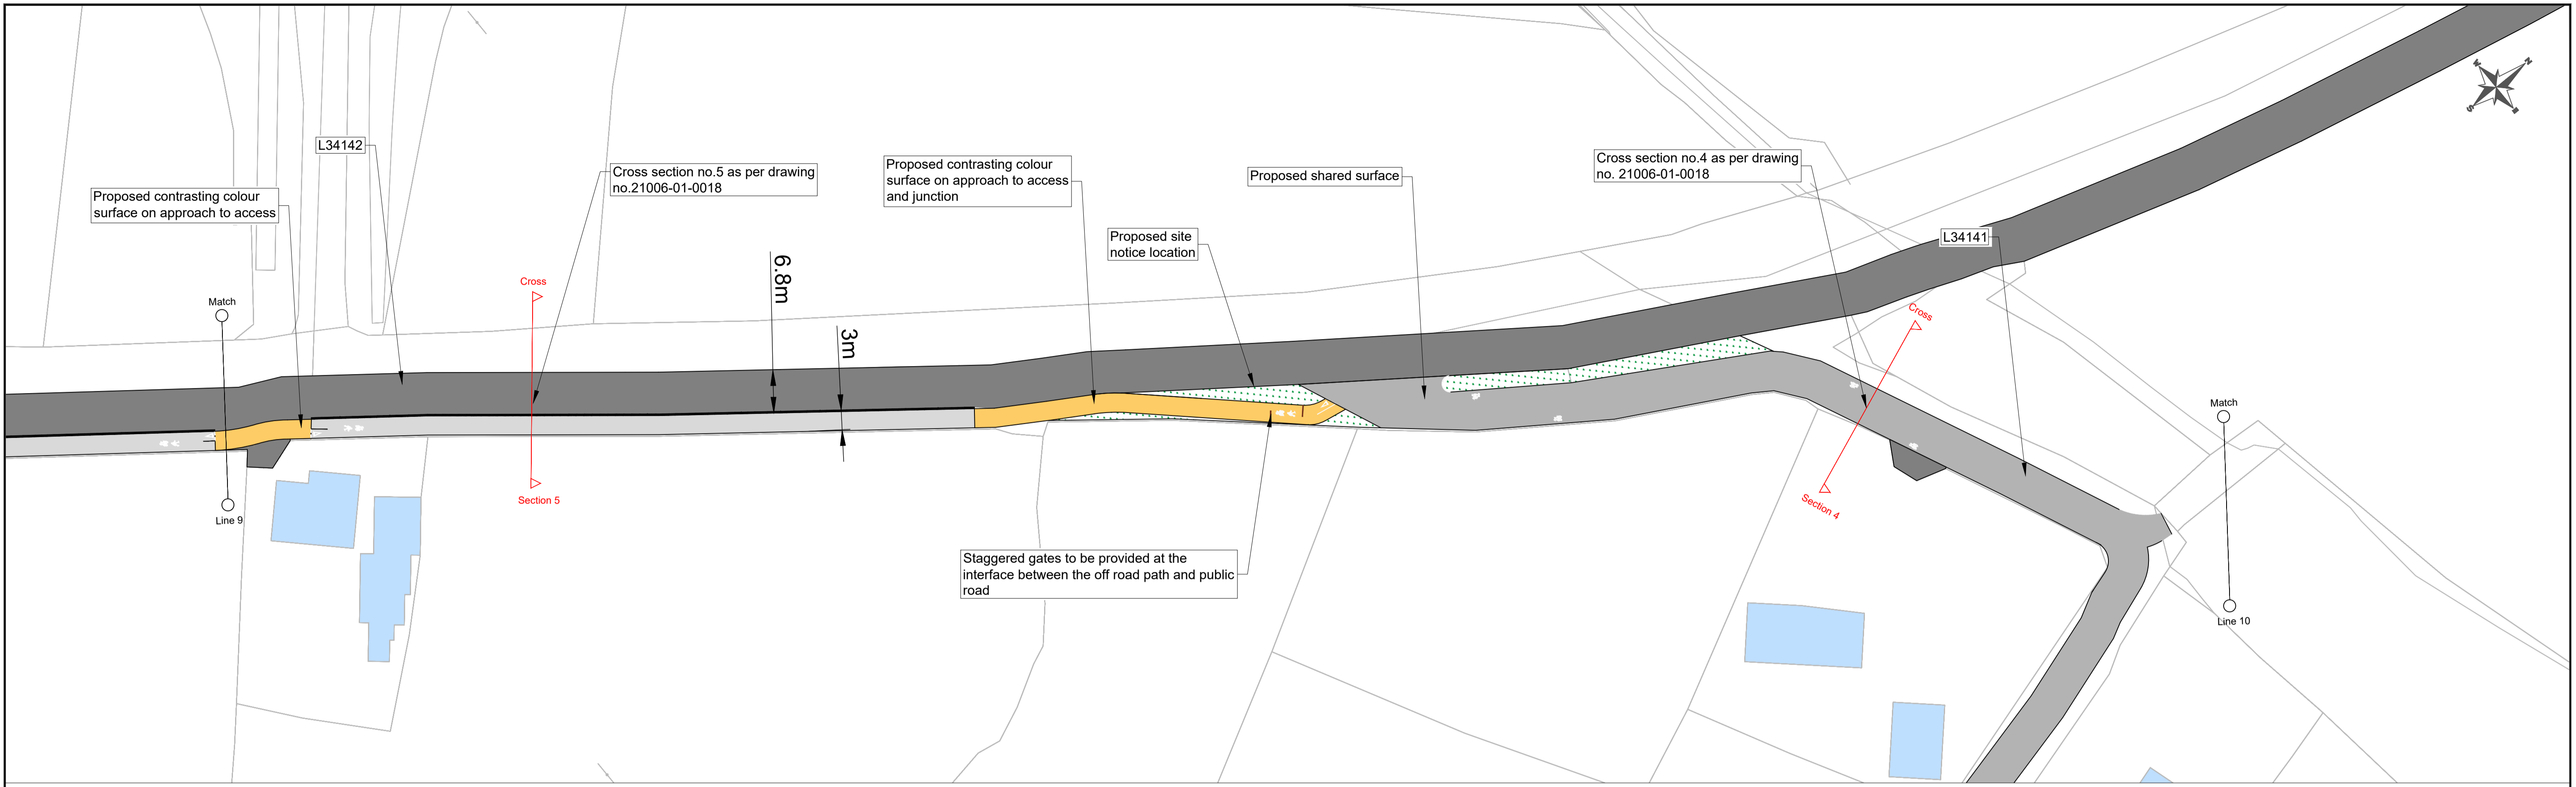 L34142
Proposed contrasting colour
surface on approach to access
Cross section no.5 as per drawing
no.21006-01-0018
Proposed contrasting colour
surface on approach to access
and junction
Proposed shared surface
Cross section no.4 as per drawing
no. 21006-01-0018
Proposed site
notice location
L34141
N
W
S
E
Match
Line 9
Cross
Section 5
6.8m
3m
Staggered gates to be provided at the
interface between the off road path and public
road
Cross
Section 4
Match
Line 10